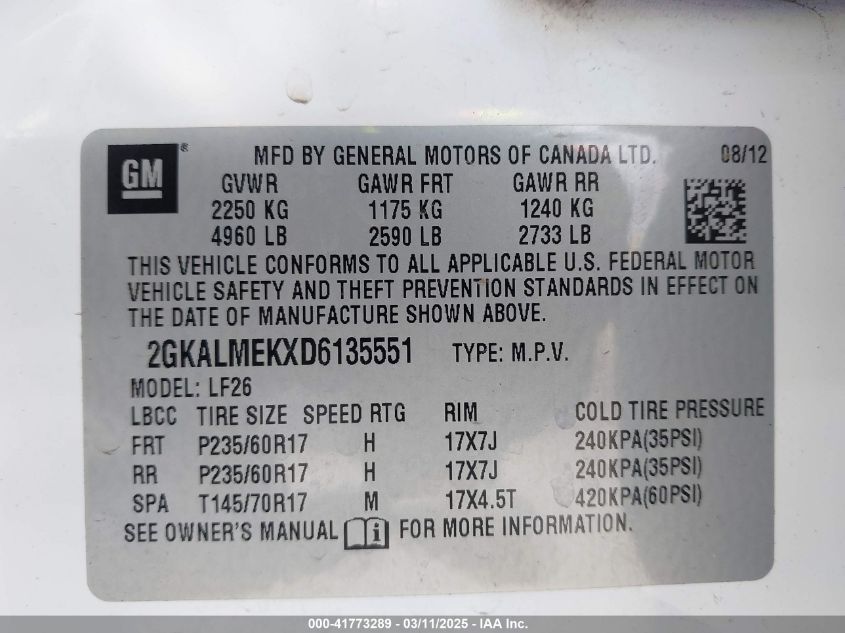 GM ® MFD BY GENERAL MOTORS OF CANADA LTD. 08/12
GVWR GAWR FRT GAWR RR
2250 KG 1175 KG 1240 KG
4960 LB 2590 LB 2733 LB
THIS VEHICLE CONFORMS TO ALL APPLICABLE U.S. FEDERAL MOTOR
VEHICLE SAFETY AND THEFT PREVENTION STANDARDS IN EFFECT ON
THE DATE OF MANUFACTURE SHOWN ABOVE.
2GKALMEKXD6135551 TYPE: M.P.V.
MODEL: LF26
LBCC TIRE SIZE SPEED RTG RIM COLD TIRE PRESSURE
FRT P235/60R17 H 17X7J 240KPA(35PSI)
RR P235/60R17 H 17X7J 240KPA(35PSI)
SPA T145/70R17 M 17X4.5T 420KPA(60PSI)
SEE OWNER'S MANUAL i FOR MORE INFORMATION.
000-41773289 - 03/11/2025 - IAA Inc.